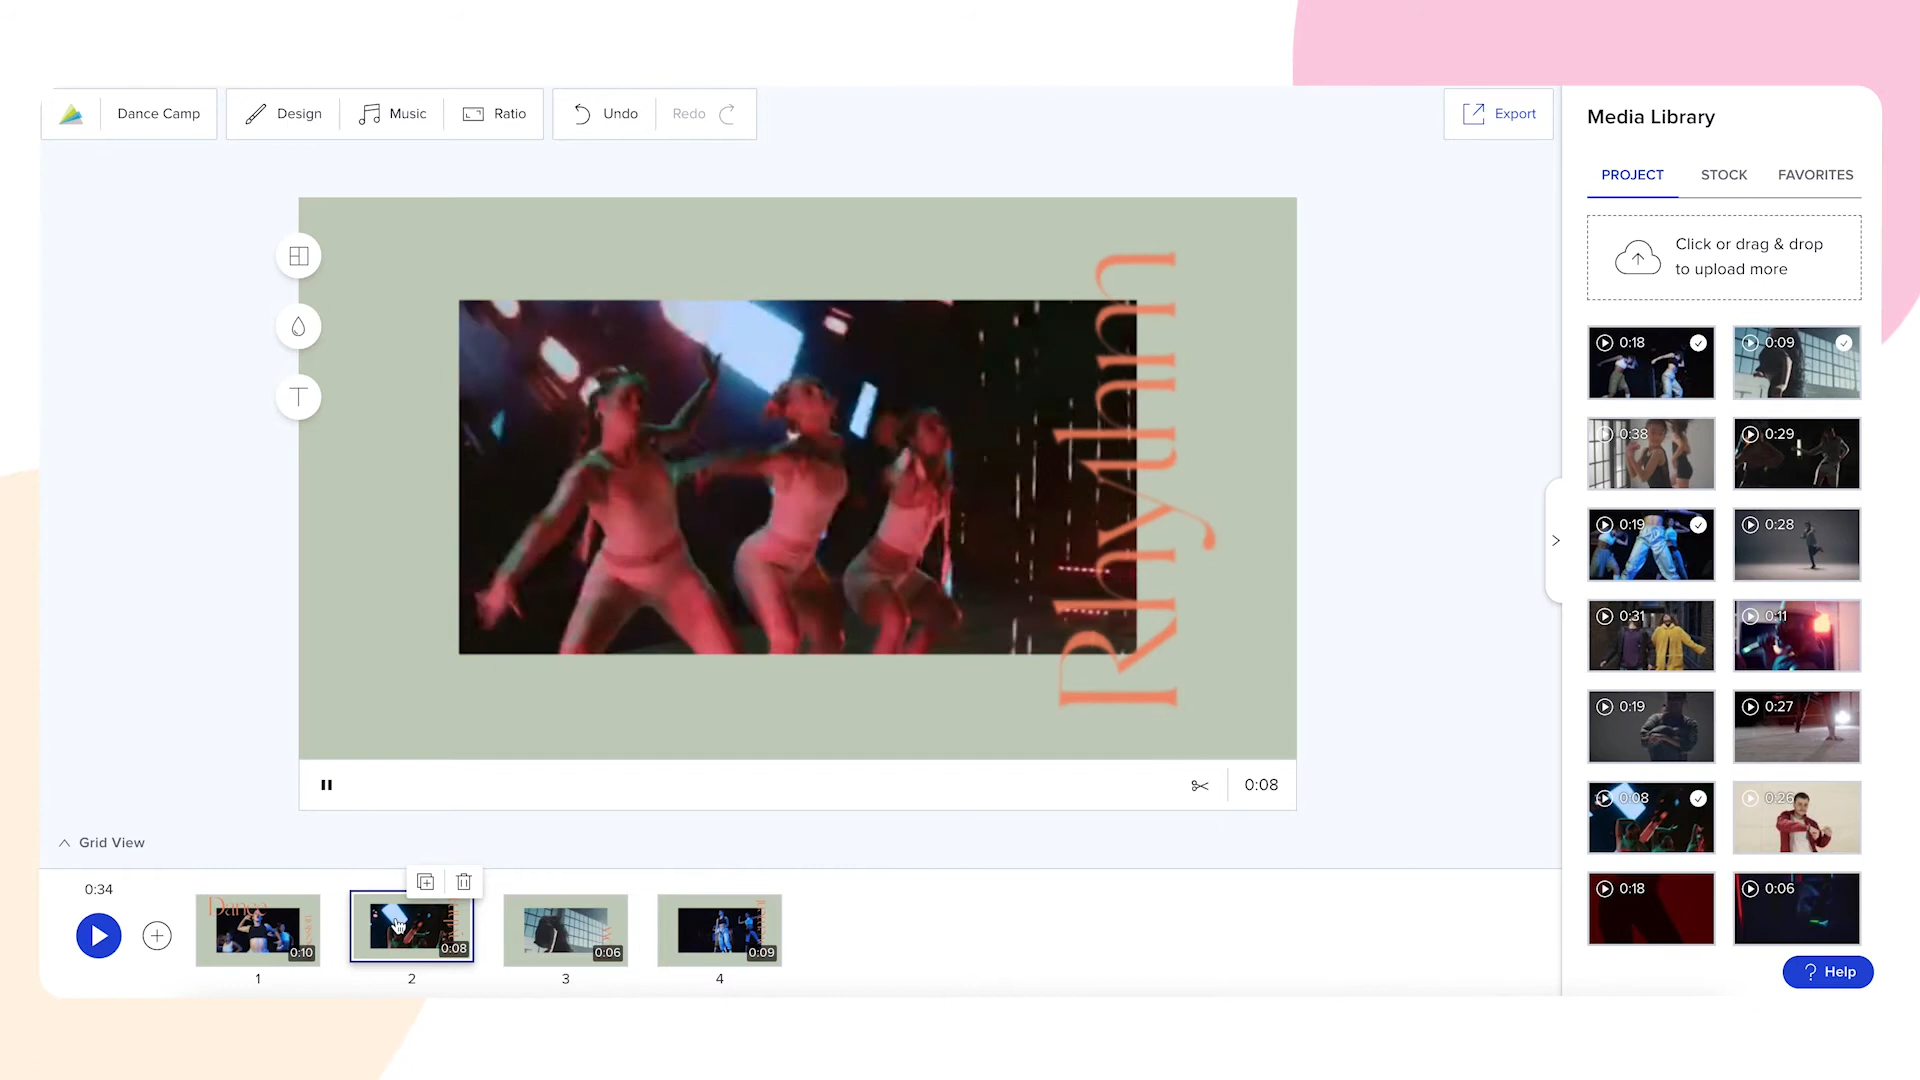 Dance Camp
Design
Music
Ratio
Undo
Redo
Export
Media Library
PROJECT
STOCK
FAVORITES
Click or drag & drop
to upload more
0:18
0:09
0:38
0:29
0:19
0:28
0:31
0:11
0:19
0:27
0:08
0:26
0:18
0:06
Rhythm
0:08
Grid View
0:34
Dance
0:10
0:08
0:06
0:09
1
2
3
4
? Help